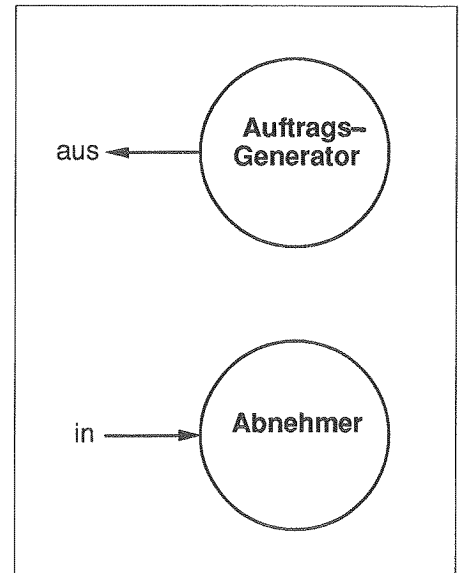 Auftrags–
aus
Generator
in
Abnehmer